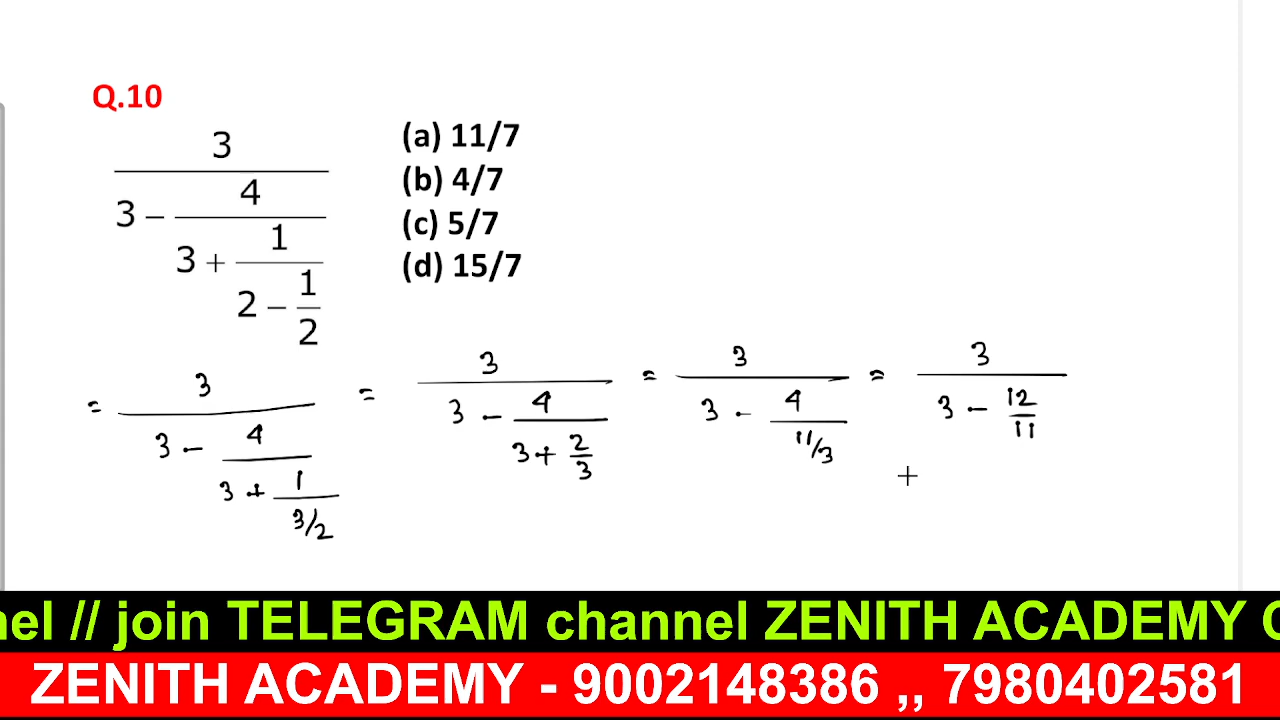 Q.10
3
3 − 4
3 + 1
2 − 1
2
(a) 11/7
(b) 4/7
(c) 5/7
(d) 15/7
= 3 / (3 - 4 / (3 + 1 / (3/2))) = 3 / (3 - 4 / (3 + 2/3)) = 3 / (3 - 4 / (11/3)) = 3 / (3 - 12/11)
nel // join TELEGRAM channel ZENITH ACADEMY
ZENITH ACADEMY - 9002148386 ,, 7980402581